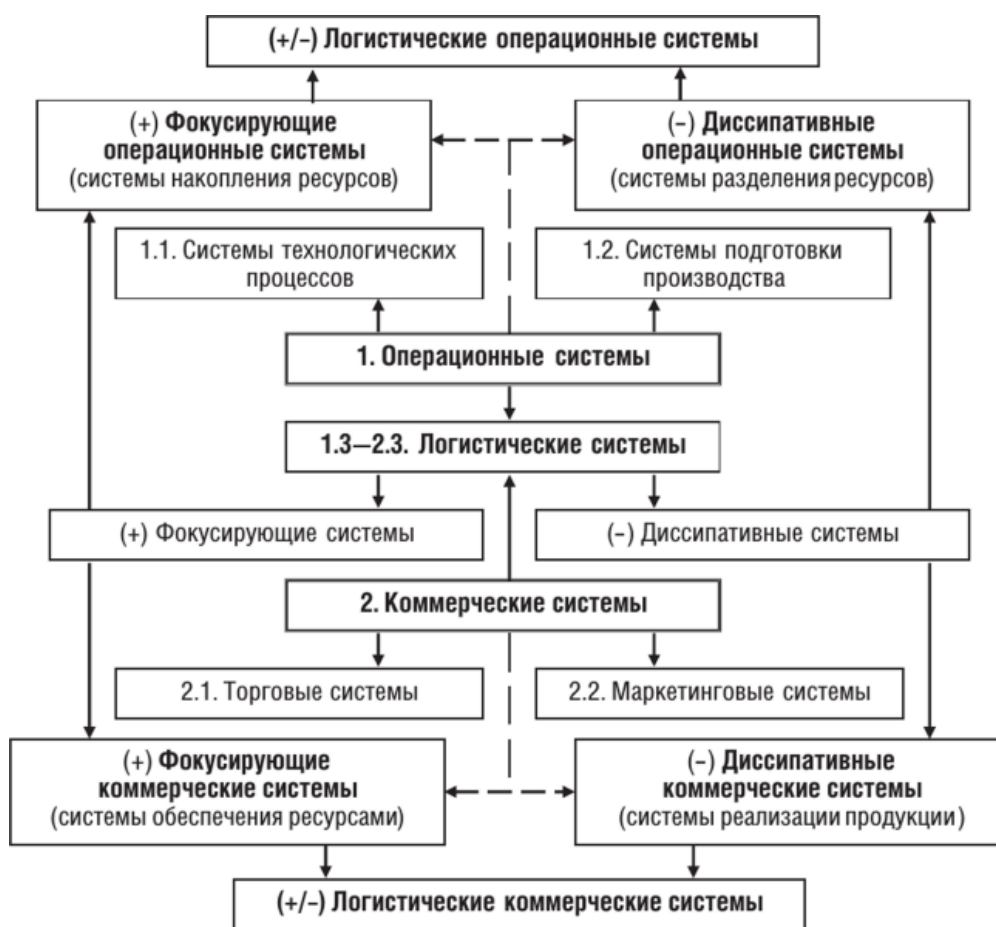 (+/–) Логистические операционные системы
(+) Фокусирующие
операционные системы
(системы накопления ресурсов)
(–) Диссипативные
операционные системы
(системы разделения ресурсов)
1.1. Системы технологических
процессов
1.2. Системы подготовки
производства
1. Операционные системы
1.3—2.3. Логистические системы
(+) Фокусирующие системы
(–) Диссипативные системы
2. Коммерческие системы
2.1. Торговые системы
2.2. Маркетинговые системы
(+) Фокусирующие
коммерческие системы
(системы обеспечения ресурсами)
(–) Диссипативные
коммерческие системы
(системы реализации продукции)
(+/–) Логистические коммерческие системы